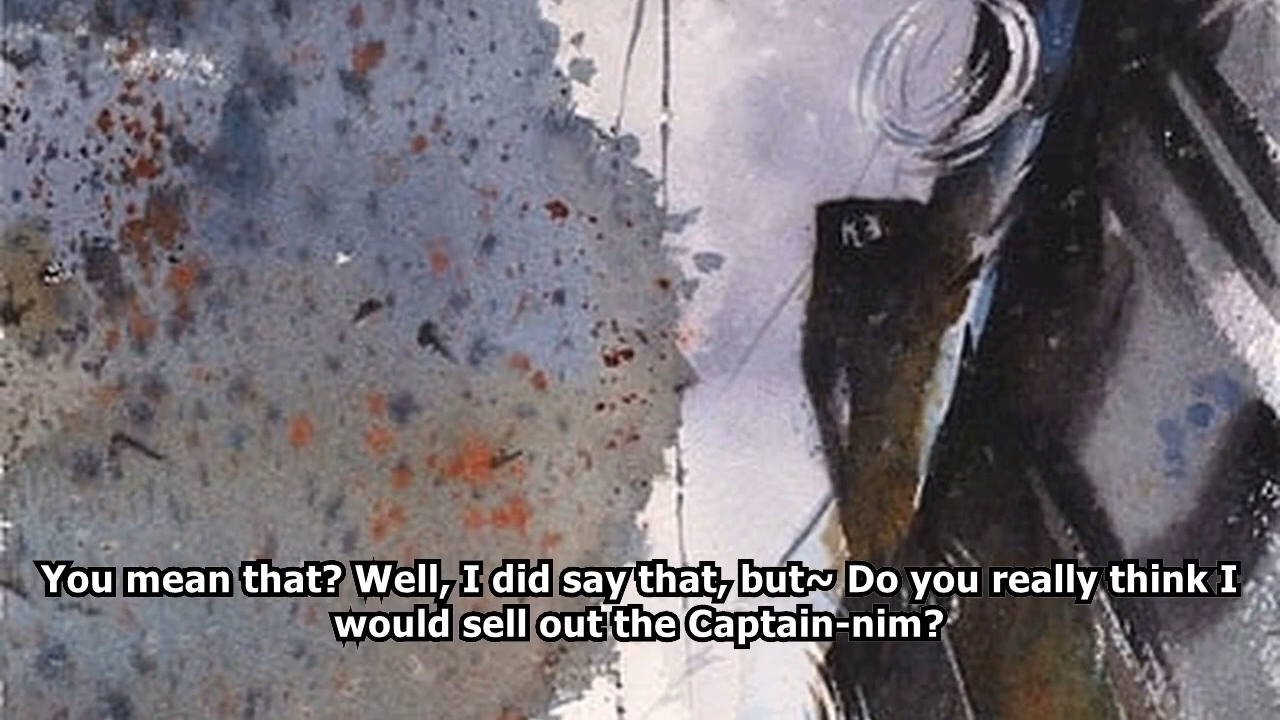 You mean that? Well, I did say that, but~ Do you really think I
would sell out the Captain-nim?